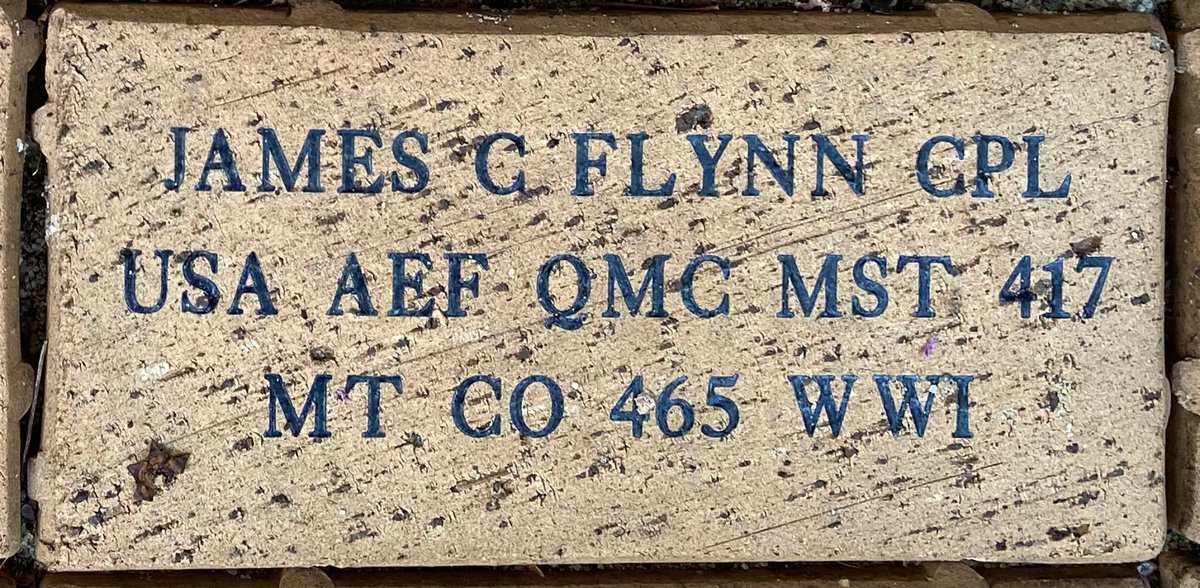 JAMES C FLYNN CPL
USA AEF QMC MST 417
MT CO 465 WWI